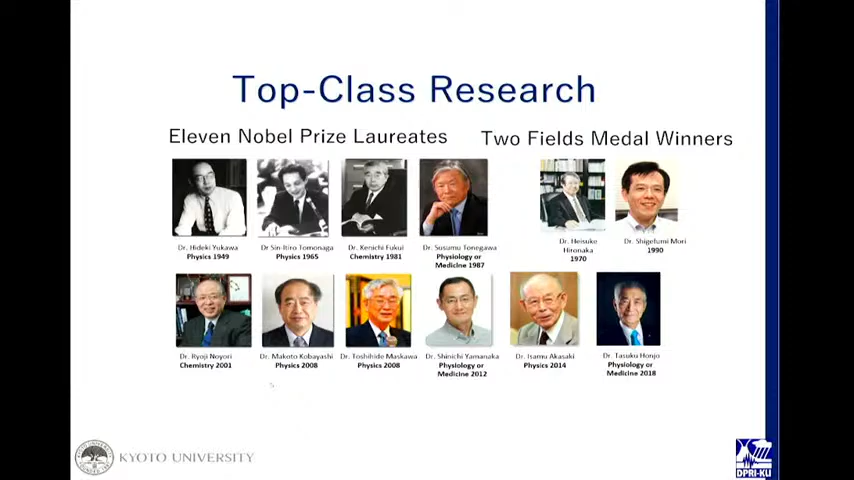 Top-Class Research
Eleven Nobel Prize Laureates
Two Fields Medal Winners
Dr. Hideki Yukawa
Physics 1949
Dr Sin-Itiro Tomonaga
Physics 1965
Dr. Kenichi Fukui
Chemistry 1981
Dr. Susumu Tonegawa
Physiology or
Medicine 1987
Dr. Heisuke
Hironaka
1970
Dr. Shigefumi Mori
1990
Dr. Ryoji Noyori
Chemistry 2001
Dr. Makoto Kobayashi
Physics 2008
Dr. Toshihide Maskawa
Physics 2008
Dr. Shinichi Yamanaka
Physiology or
Medicine 2012
Dr. Isamu Akasaki
Physics 2014
Dr. Tasuku Honjo
Physiology or
Medicine 2018
KYOTO UNIVERSITY
DPRI-KU